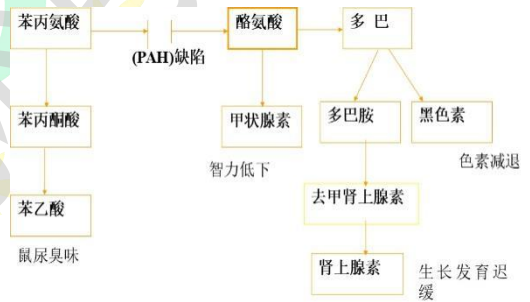 苯丙氨酸
酪氨酸
多 巴
(PAH)缺陷
苯丙酮酸
甲状腺素
多巴胺
黑色素
智力低下
色素减退
苯乙酸
去甲肾上腺素
鼠尿臭味
肾上腺素
生长发育迟
缓